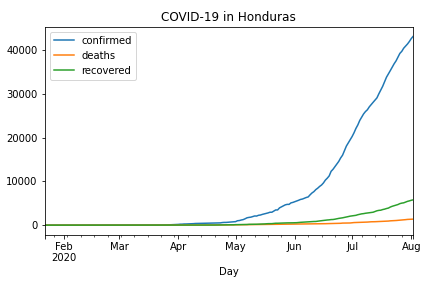 COVID-19 in Honduras
confirmed
deaths
recovered
40000
30000
20000
10000
0
Feb Mar Apr May Jun Jul Aug
2020
Day